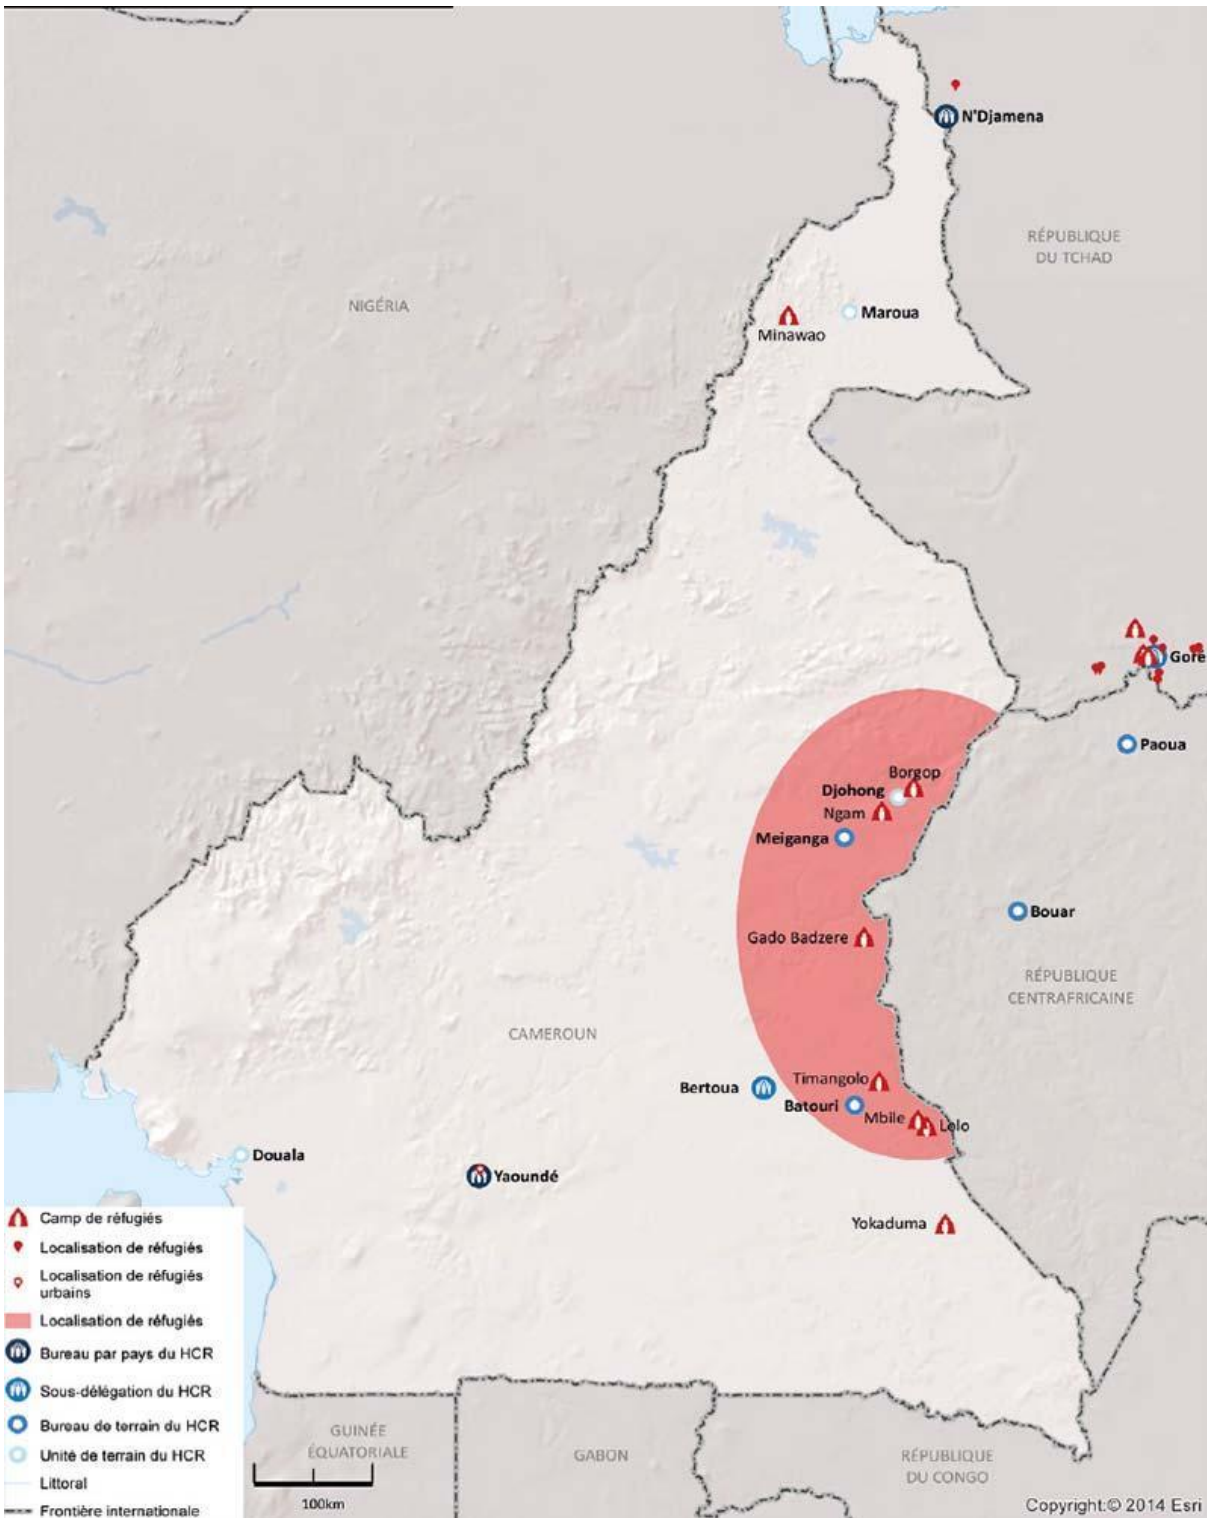 N'Djamena
RÉPUBLIQUE
DU TCHAD
NIGÉRIA
Maroua
Minawao
Goré
Paoua
Borgop
Djohong
Ngam
Meiganga
Bouar
Gado Badzere
RÉPUBLIQUE
CENTRAFRICAINE
CAMEROUN
Timangolo
Bertoua
Batouri
Mbile
Lolo
Douala
Yaoundé
Yokaduma
Camp de réfugiés
Localisation de réfugiés
Localisation de réfugiés
urbains
Localisation de réfugiés
Bureau par pays du HCR
Sous-délégation du HCR
Bureau de terrain du HCR
Unité de terrain du HCR
Littoral
Frontière internationale
GUINÉE
ÉQUATORIALE
GABON
RÉPUBLIQUE
DU CONGO
100km
Copyright:© 2014 Esri